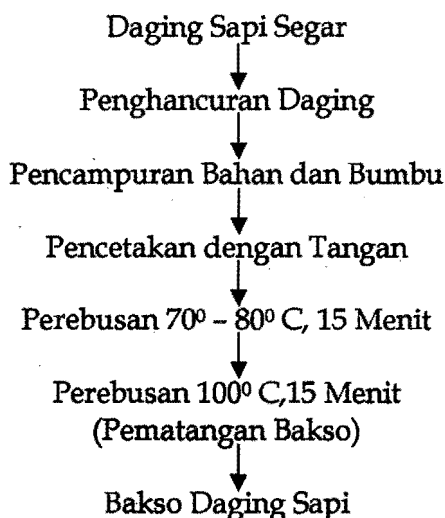 Daging Sapi Segar
Penghancuran Daging
Pencampuran Bahan dan Bumbu
Pencetakan dengan Tangan
Perebusan 70⁰ – 80⁰ C, 15 Menit
Perebusan 100⁰ C,15 Menit
(Pematangan Bakso)
Bakso Daging Sapi